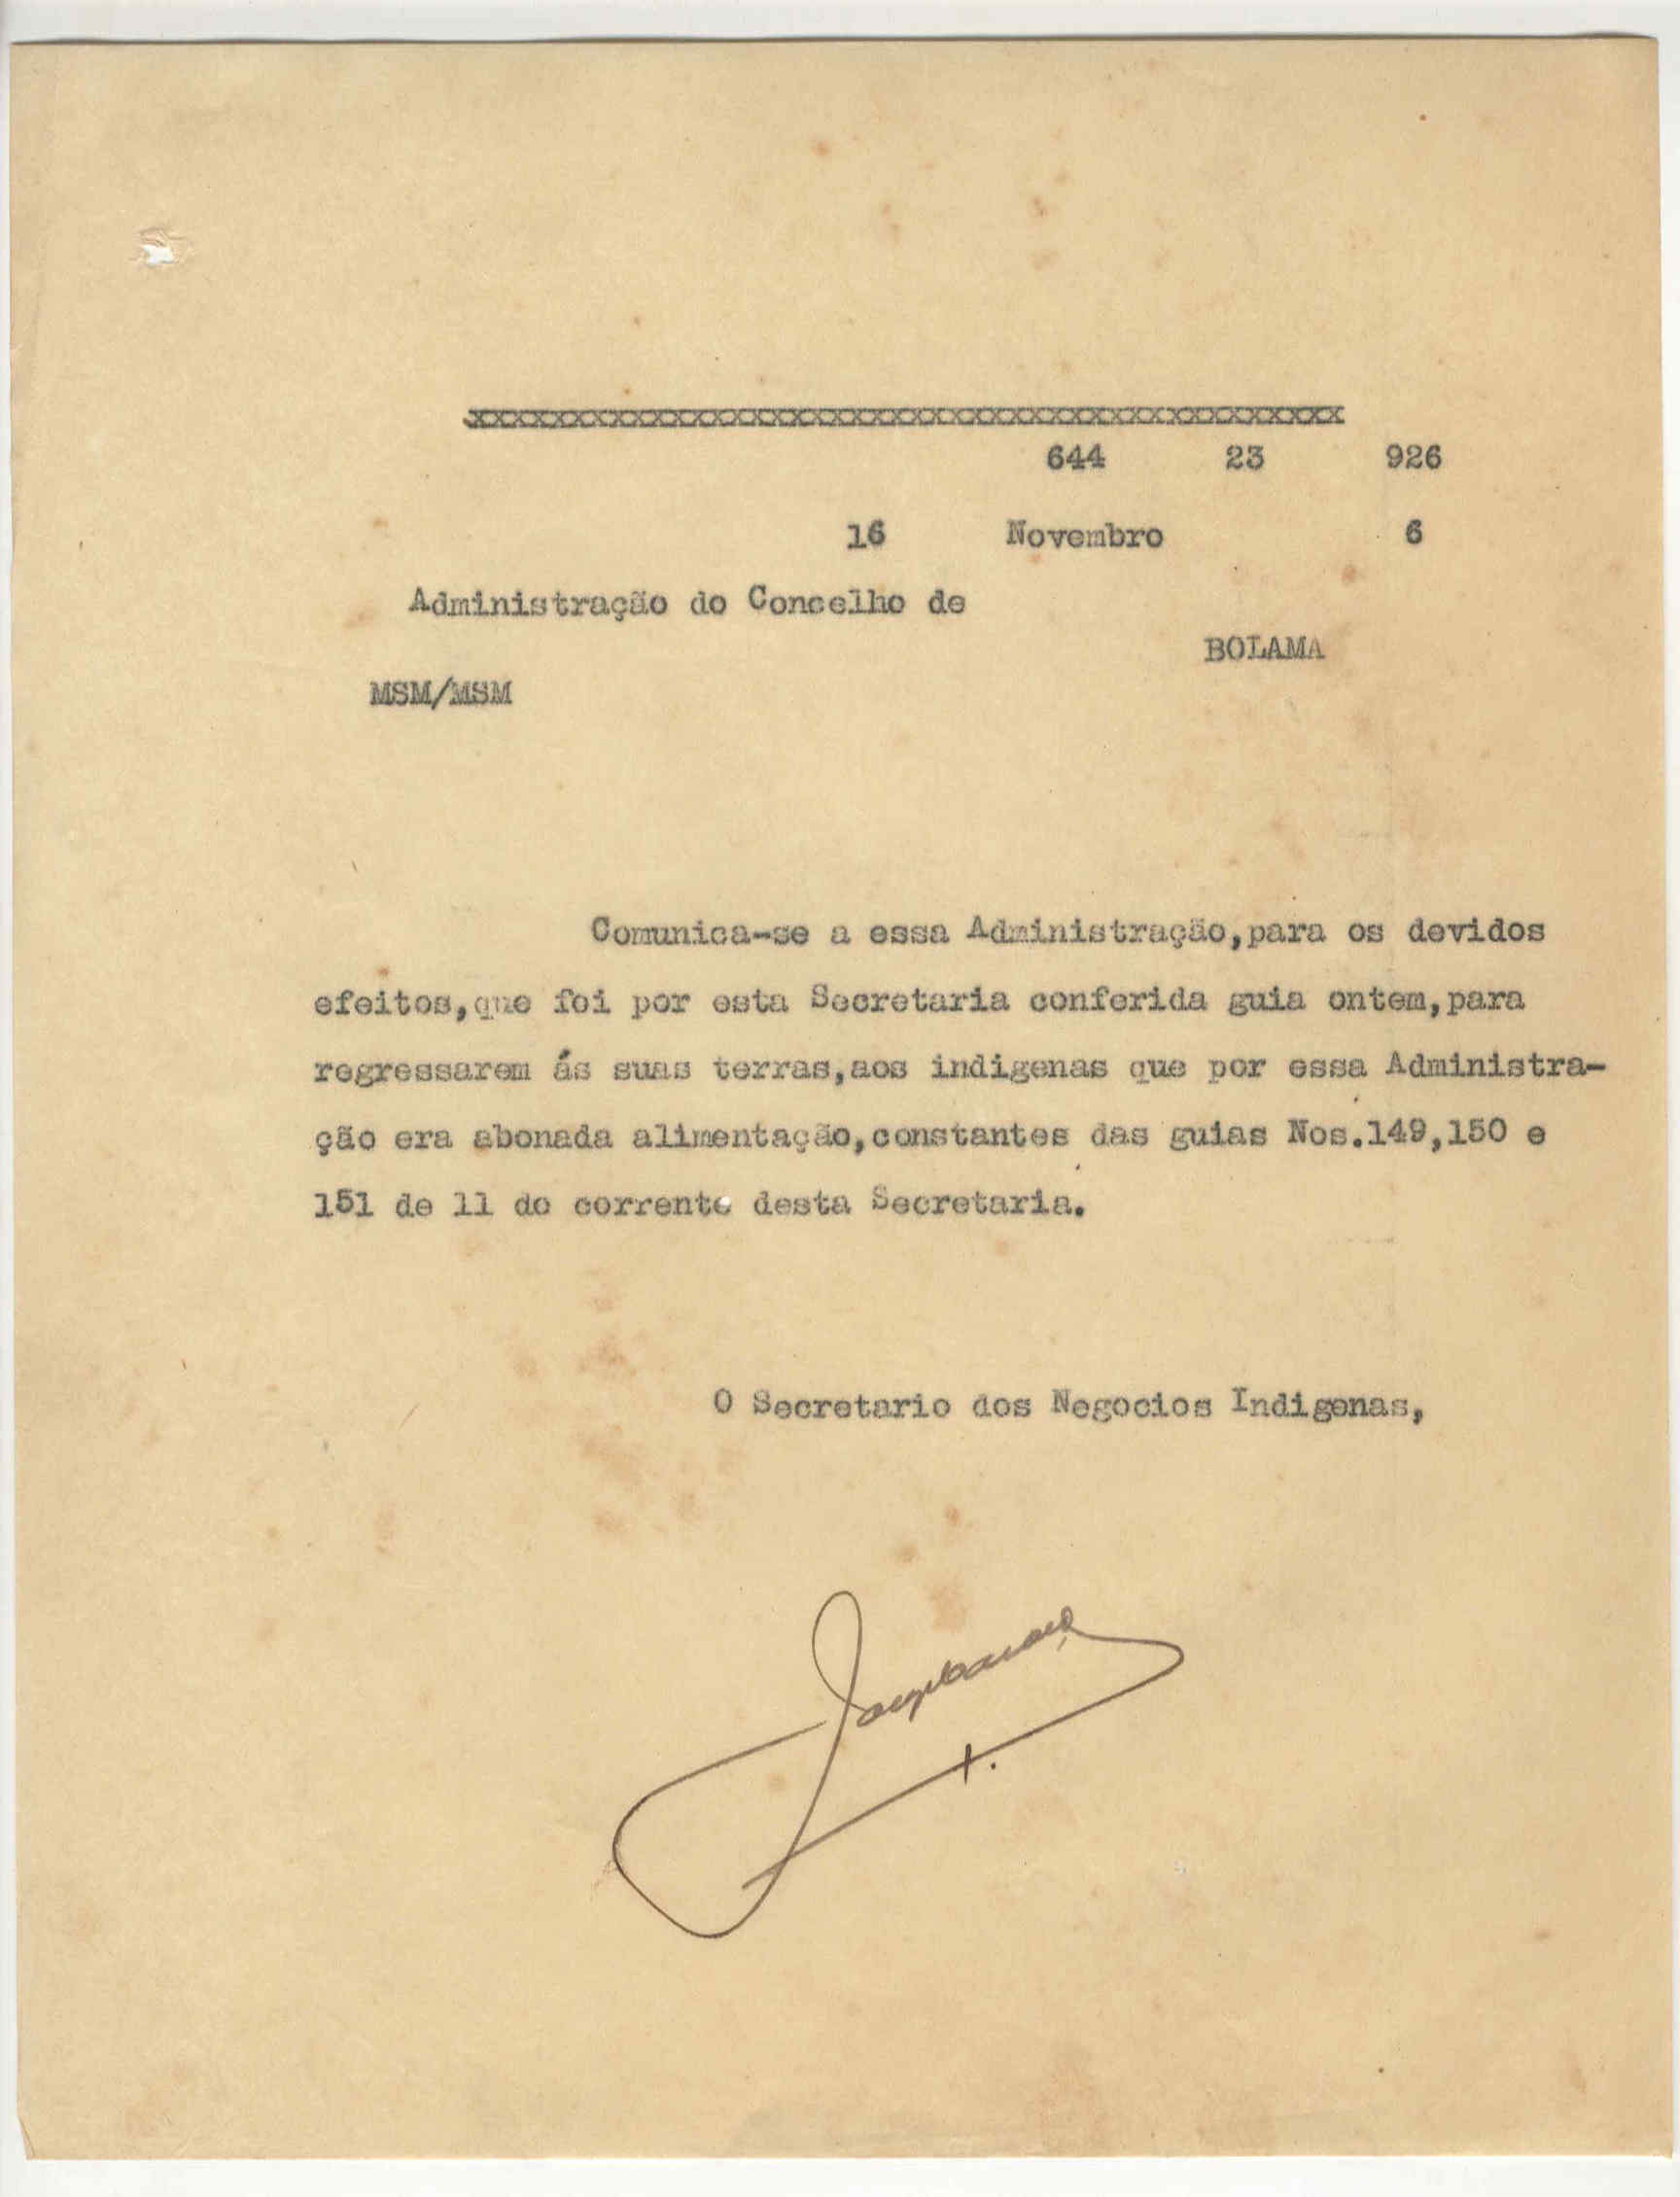 xxxxxxxxxxxxxxxxxxxxxxxxxxxxxxxxxxxxxxxxxxxx
644 23 926
16 Novembro 6
Administração do Concelho de
BOLAMA
MSM/MSM
Comunica-se a essa Administração,para os devidos
efeitos,que foi por esta Secretaria conferida guia ontem,para
regressarem ás suas terras,aos indigenas que por essa Administra-
ção era abonada alimentação,constantes das guias Nos.149,150 e
151 de 11 do corrente desta Secretaria.
O Secretario dos Negocios Indigenas,